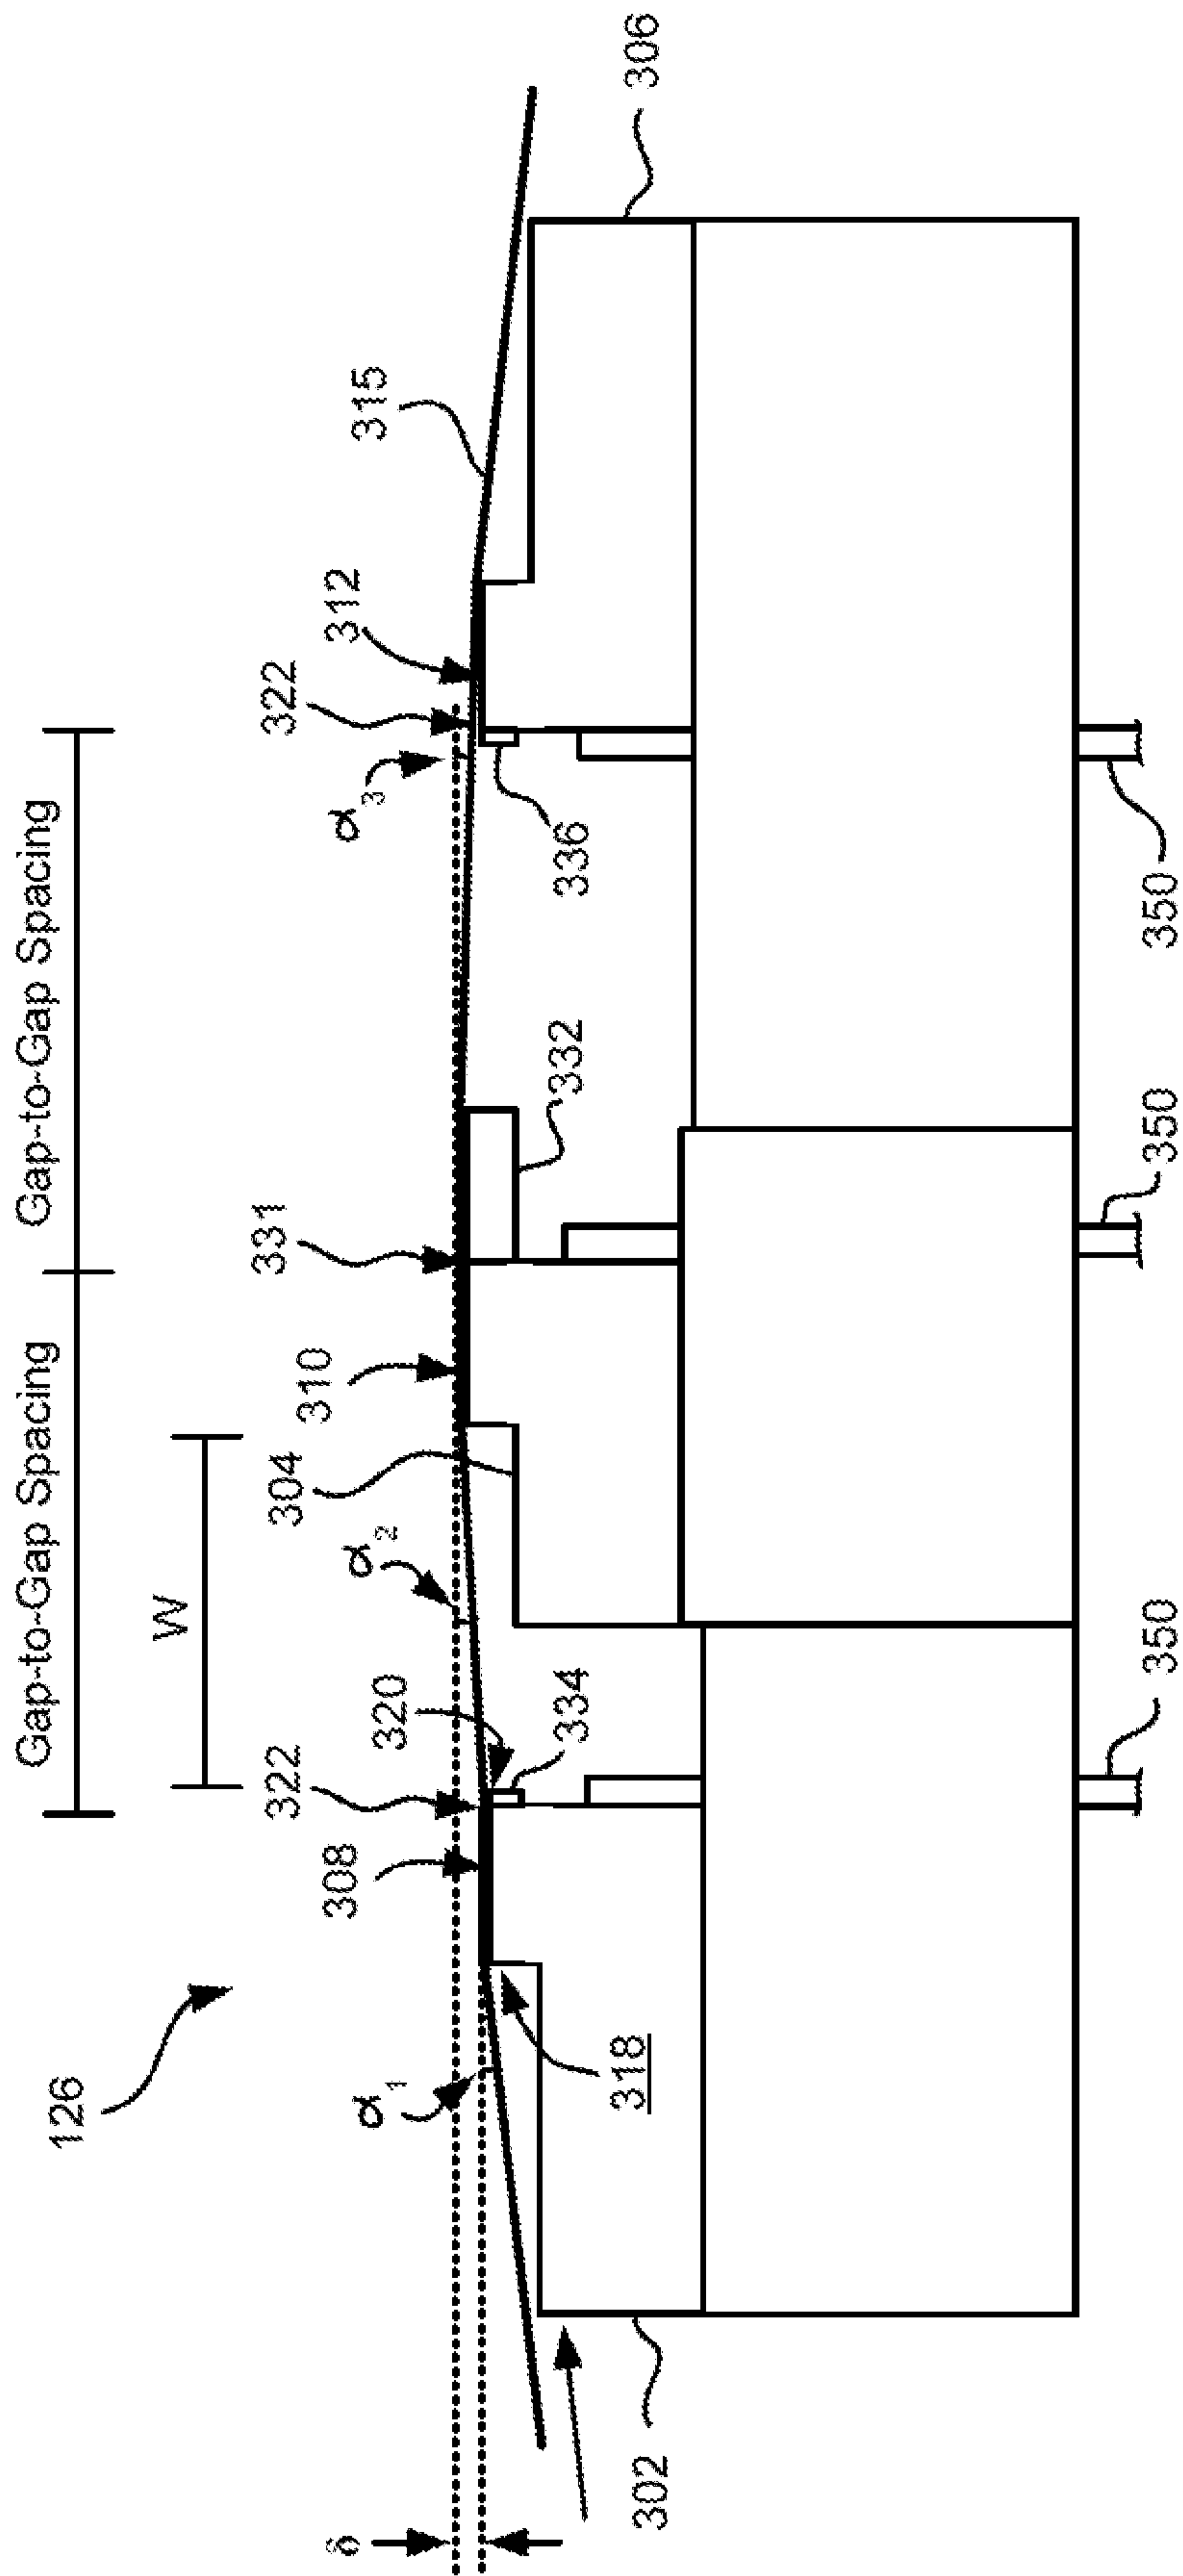 Gap-to-Gap Spacing
Gap-to-Gap Spacing
W
126
322
320
334
308
318
α1
α2
304
310
331
332
322
312
α3
336
315
306
δ
302
350
350
350